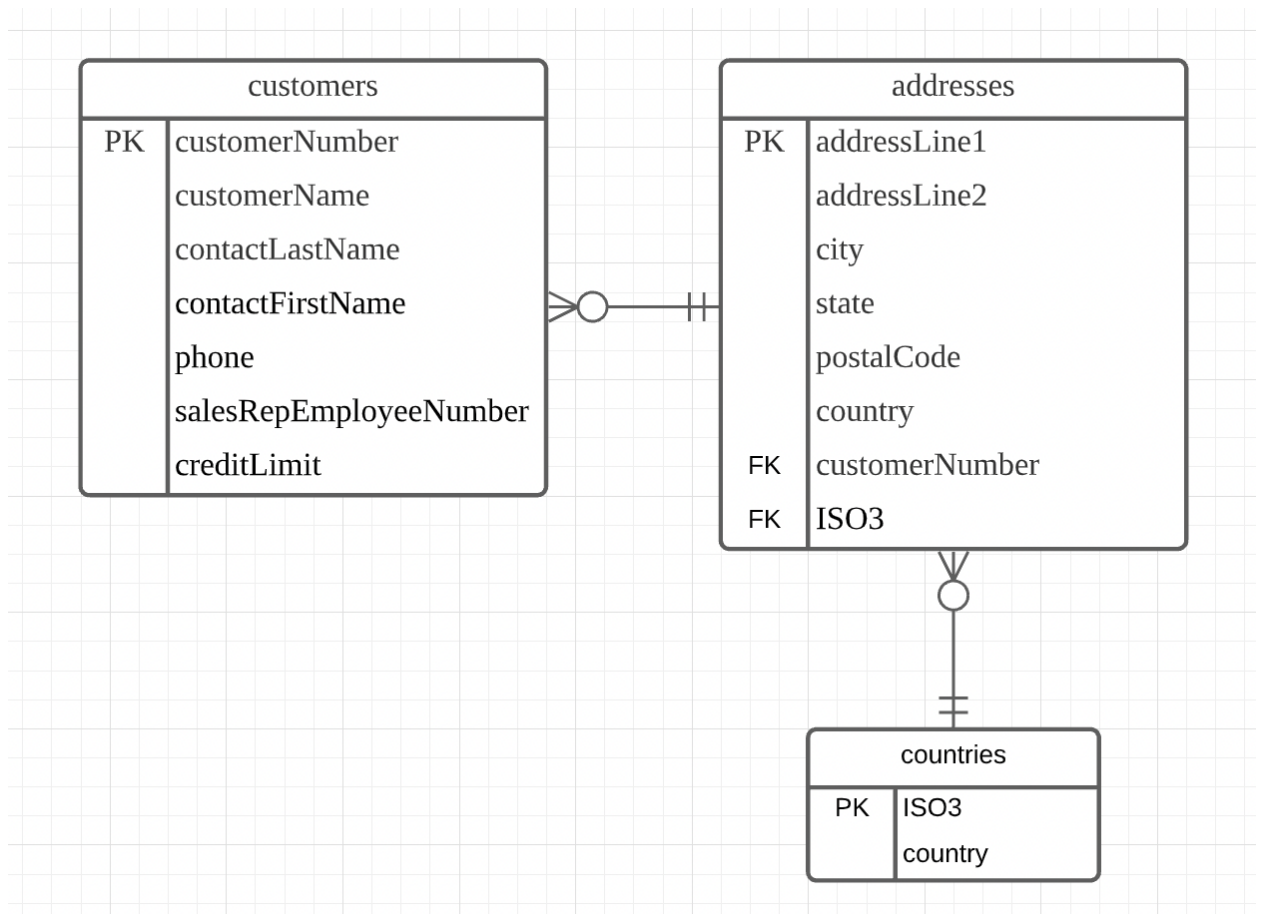 customers
PK customerNumber
customerName
contactLastName
contactFirstName
phone
salesRepEmployeeNumber
creditLimit
addresses
PK addressLine1
addressLine2
city
state
postalCode
country
FK customerNumber
FK ISO3
countries
PK ISO3
country